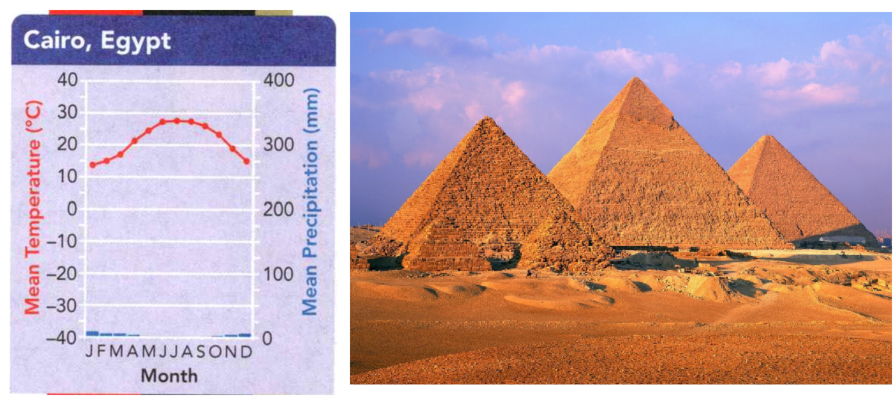 Cairo, Egypt
Mean Temperature (°C)
40
30
20
10
0
–10
–20
–30
–40
400
300
200
100
0
Mean Precipitation (mm)
J F M A M J J A S O N D
Month